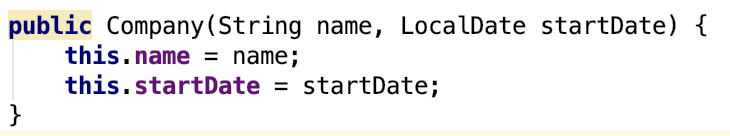 public Company(String name, LocalDate startDate) {
    this.name = name;
    this.startDate = startDate;
}